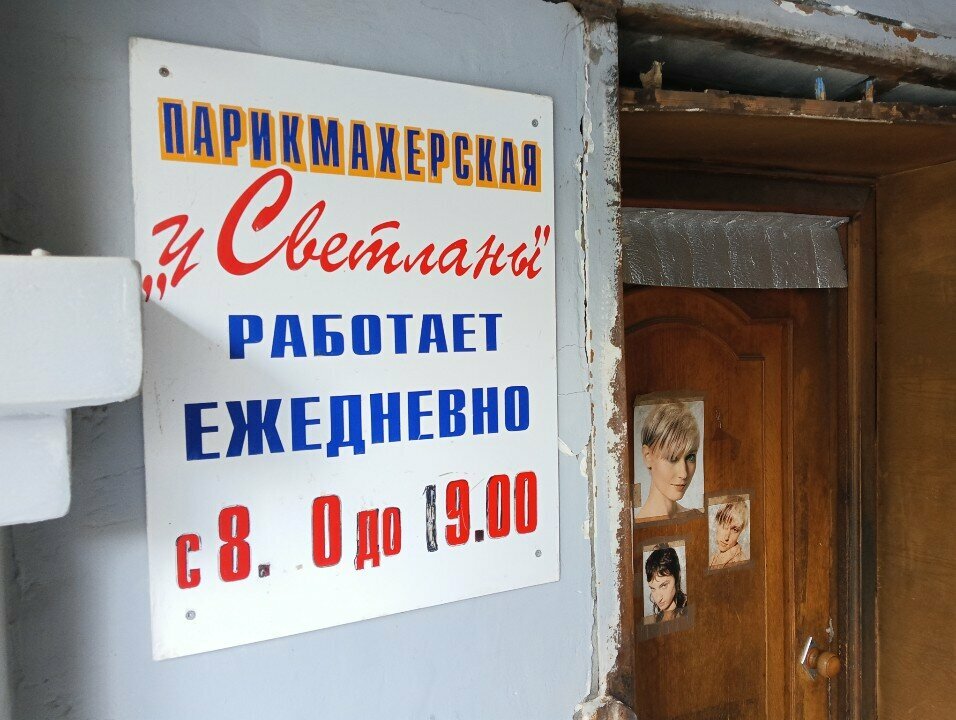 ПАРИКМАХЕРСКАЯ
„у Светланы"
РАБОТАЕТ
ЕЖЕДНЕВНО
с 8. 0 до 19.00